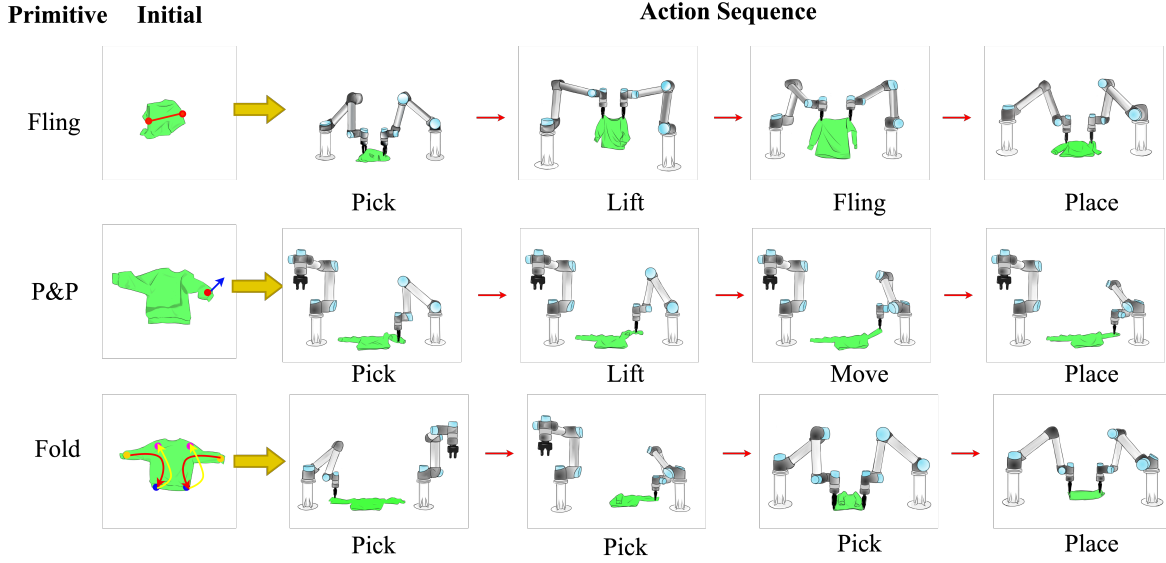 Primitive Initial Action Sequence
Fling
Pick Lift Fling Place
P&P
Pick Lift Move Place
Fold
Pick Pick Pick Place